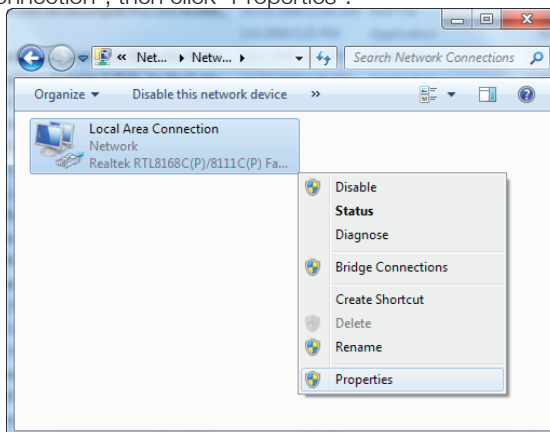 onnection", then click "Properties".
« Net... ▸ Netw... ▸
Search Network Connections
Organize
Disable this network device
»
Local Area Connection
Network
Realtek RTL8168C(P)/8111C(P) Fa...
Disable
Status
Diagnose
Bridge Connections
Create Shortcut
Delete
Rename
Properties